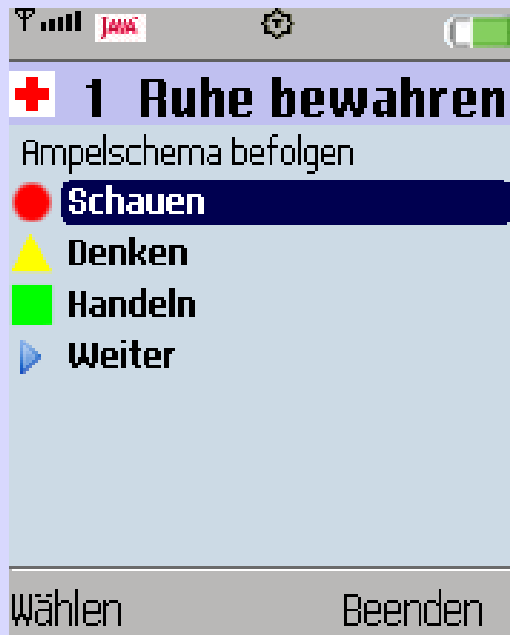 JAVA
1 Ruhe bewahren
Ampelschema befolgen
Schauen
Denken
Handeln
Weiter
Wählen Beenden